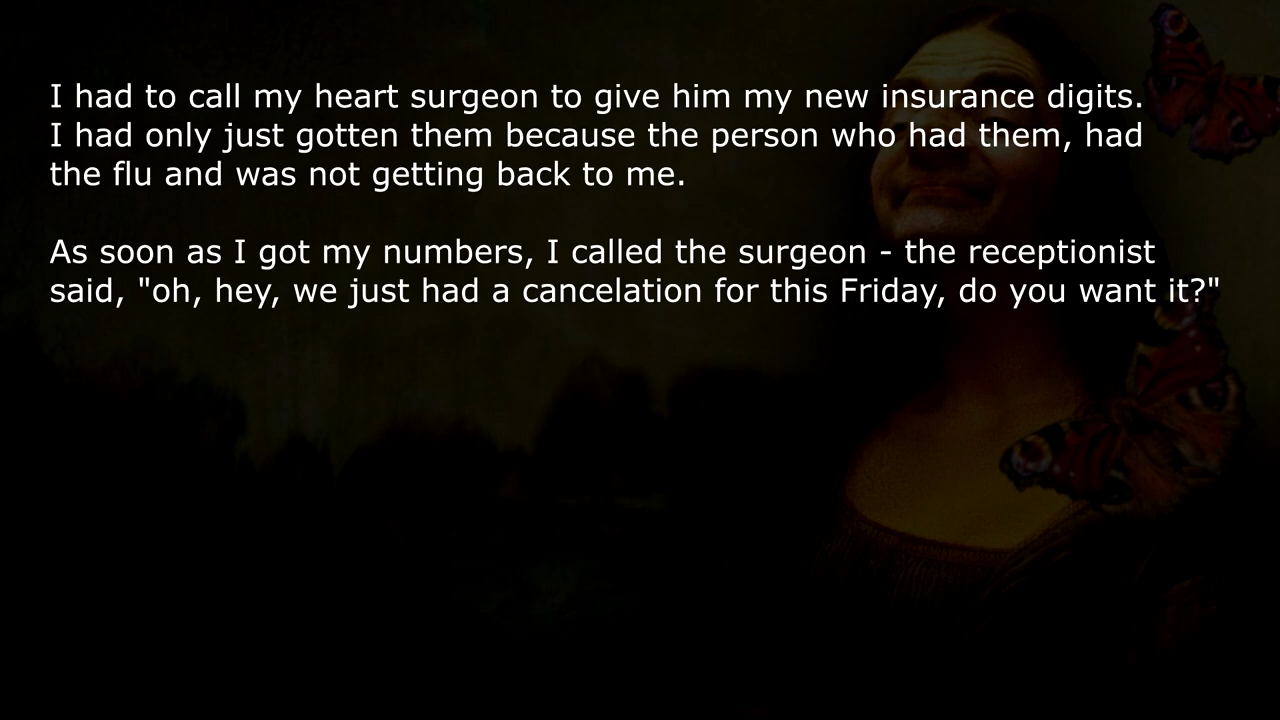 I had to call my heart surgeon to give him my new insurance digits.
I had only just gotten them because the person who had them, had
the flu and was not getting back to me.
As soon as I got my numbers, I called the surgeon - the receptionist
said, "oh, hey, we just had a cancelation for this Friday, do you want it?"